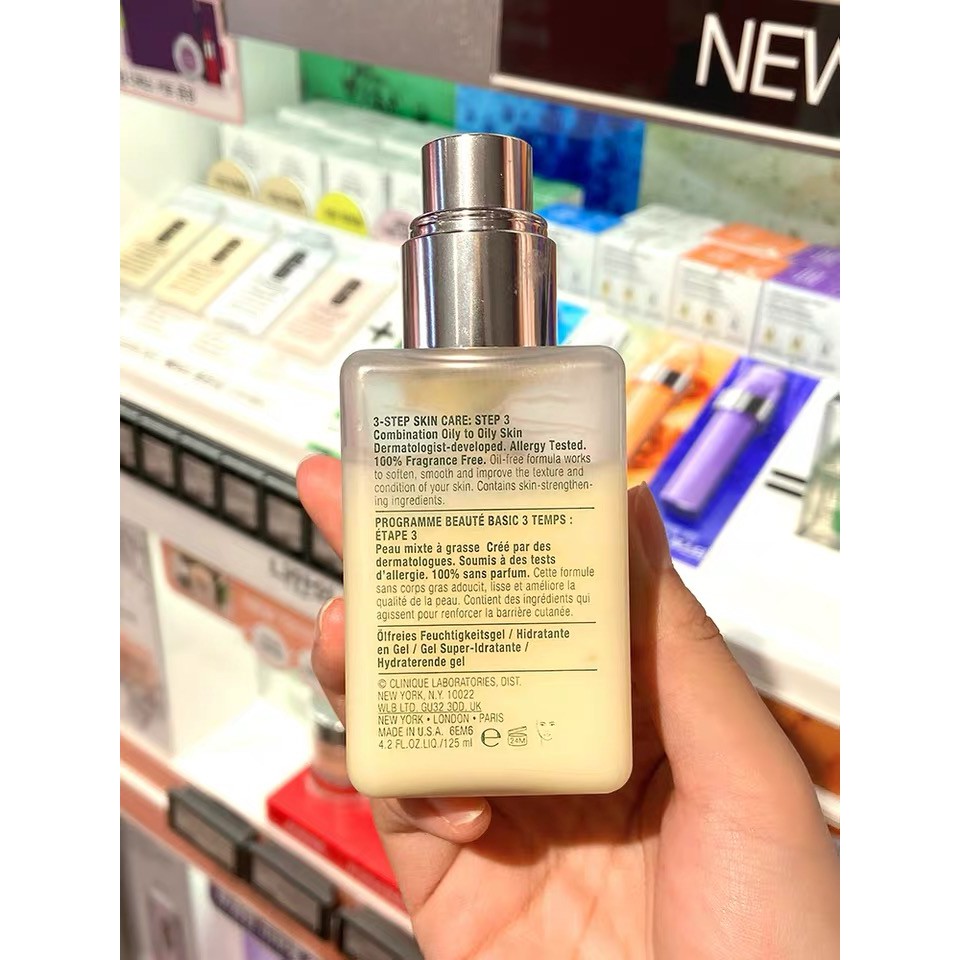 NEW
3-STEP SKIN CARE: STEP 3
Combination Oily to Oily Skin
Dermatologist-developed. Allergy Tested.
100% Fragrance Free. Oil-free formula works
to soften, smooth and improve the texture and
condition of your skin. Contains skin-strengthen-
ing ingredients.
PROGRAMME BEAUTÉ BASIC 3 TEMPS :
ÉTAPE 3
Peau mixte à grasse Créé par des
dermatologues. Soumis à des tests
d'allergie. 100% sans parfum. Cette formule
sans corps gras adoucit, lisse et améliore la
qualité de la peau. Contient des ingrédients qui
agissent pour renforcer la barrière cutanée.
Ölfreies Feuchtigkeitsgel / Hidratante
en Gel / Gel Super-Idratante /
Hydraterende gel
© CLINIQUE LABORATORIES, DIST.
NEW YORK, N.Y. 10022
WLB LTD, GU32 3DD, UK
NEW YORK • LONDON • PARIS
MADE IN U.S.A. 6EM6
4.2 FL.OZ.LIQ./125 ml e 24M